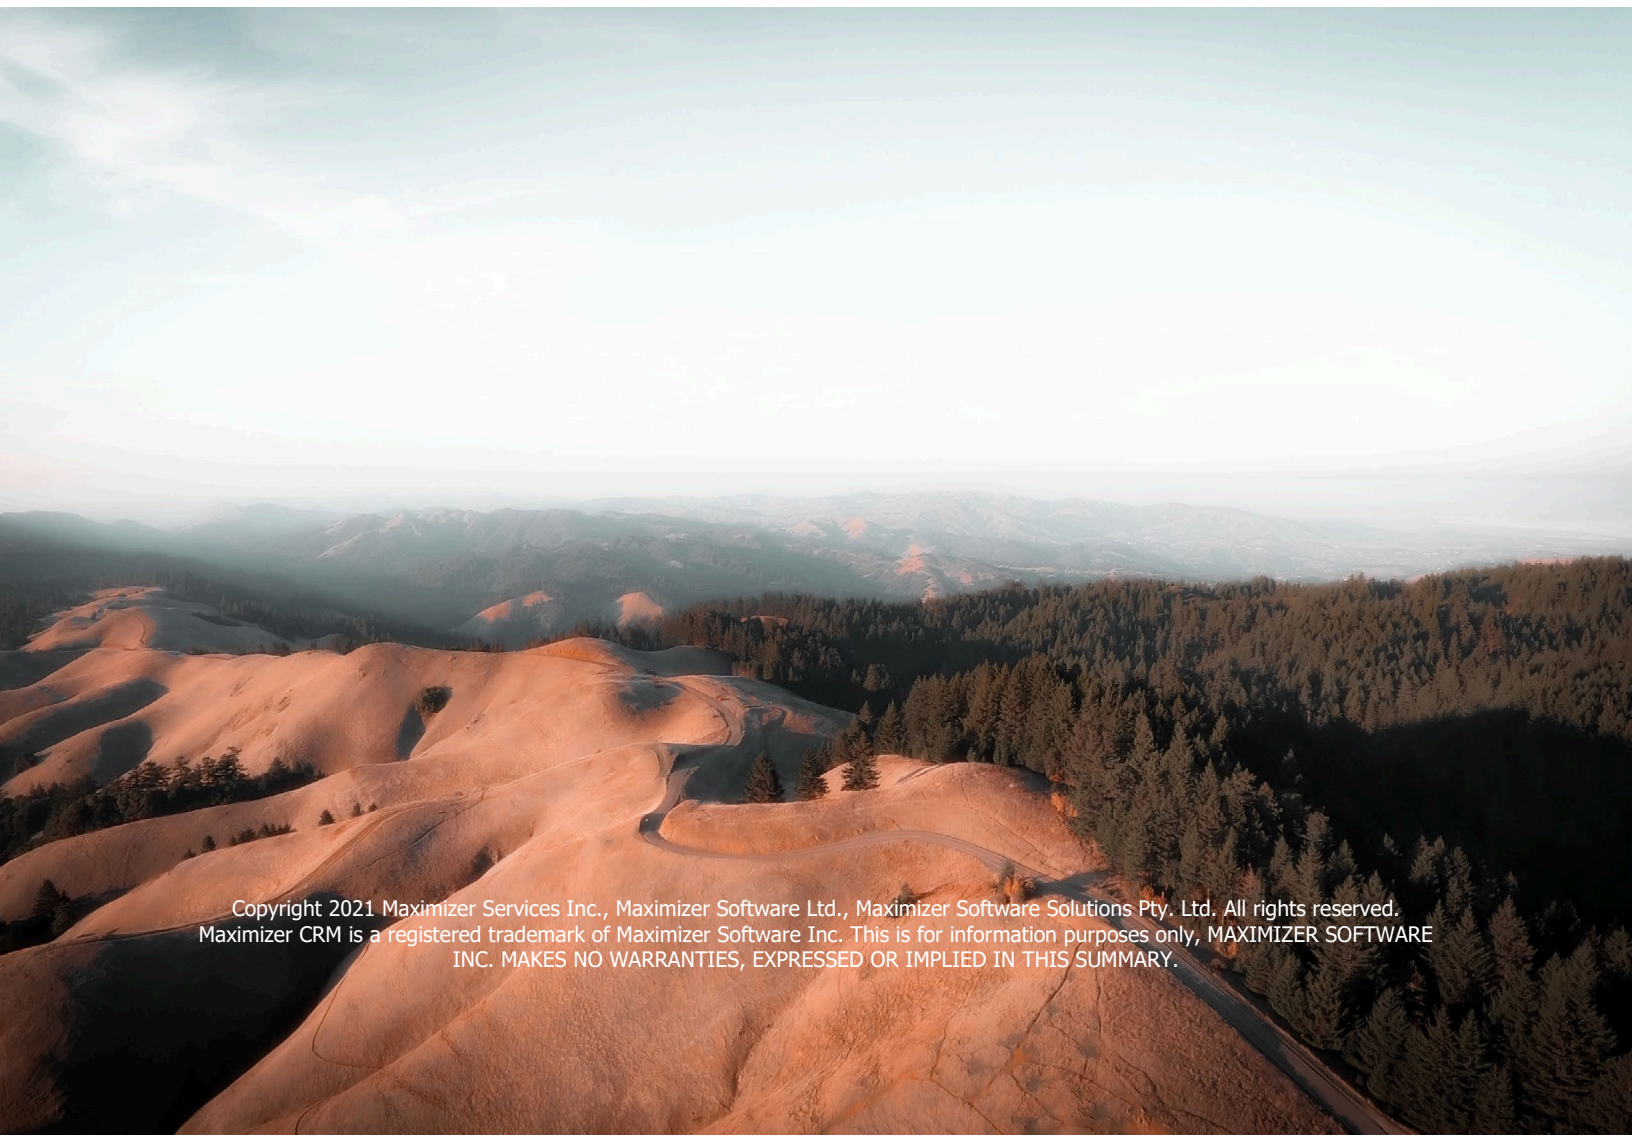 Copyright 2021 Maximizer Services Inc., Maximizer Software Ltd., Maximizer Software Solutions Pty. Ltd. All rights reserved.
Maximizer CRM is a registered trademark of Maximizer Software Inc. This is for information purposes only, MAXIMIZER SOFTWARE
INC. MAKES NO WARRANTIES, EXPRESSED OR IMPLIED IN THIS SUMMARY.